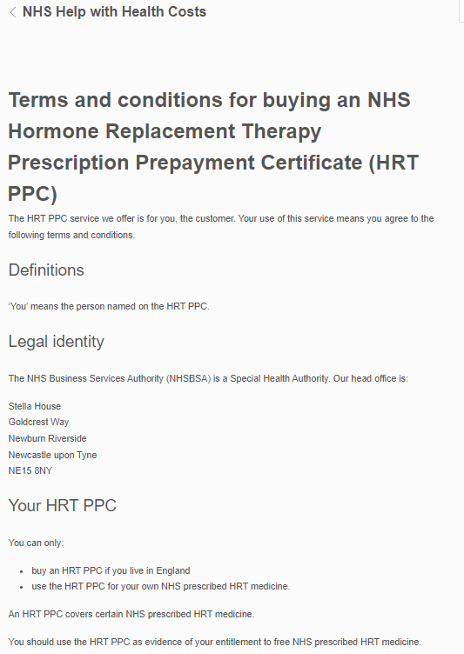 NHS Help with Health Costs
Terms and conditions for buying an NHS
Hormone Replacement Therapy
Prescription Prepayment Certificate (HRT
PPC)
The HRT PPC service we offer is for you, the customer. Your use of this service means you agree to the
following terms and conditions.
Definitions
'You' means the person named on the HRT PPC.
Legal identity
The NHS Business Services Authority (NHSBSA) is a Special Health Authority. Our head office is:
Stella House
Goldcrest Way
Newburn Riverside
Newcastle upon Tyne
NE15 8NY
Your HRT PPC
You can only:
• buy an HRT PPC if you live in England
• use the HRT PPC for your own NHS prescribed HRT medicine.
An HRT PPC covers certain NHS prescribed HRT medicine.
You should use the HRT PPC as evidence of your entitlement to free NHS prescribed HRT medicine.